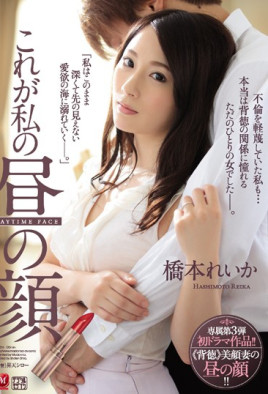 「不倫を軽蔑していた私も…
本当は背徳の関係に憧れる
ただのひとりの女でした――。」
「私はこのまま
深くて先の見えない
愛欲の海に溺れていく――。」
これが私の昼の顔
DAYTIME FACE
橋本れいか
HASHIMOTO REIKA
専属第3弾
初ドラマ作品!!
《背徳》美顔妻の
昼の顔!!